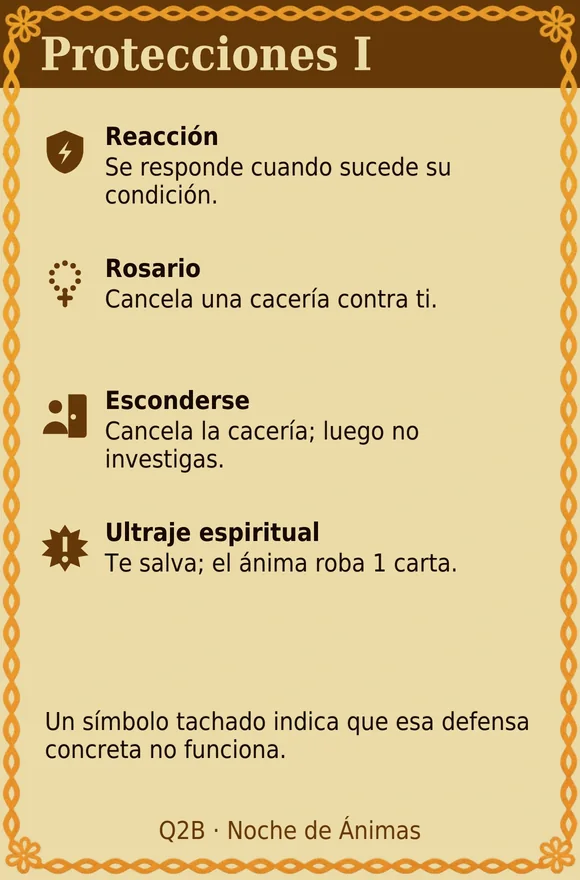 Protecciones I
Reacción
Se responde cuando sucede su
condición.
Rosario
Cancela una cacería contra ti.
Esconderse
Cancela la cacería; luego no
investigas.
Ultraje espiritual
Te salva; el ánima roba 1 carta.
Un símbolo tachado indica que esa defensa
concreta no funciona.
Q2B · Noche de Ánimas